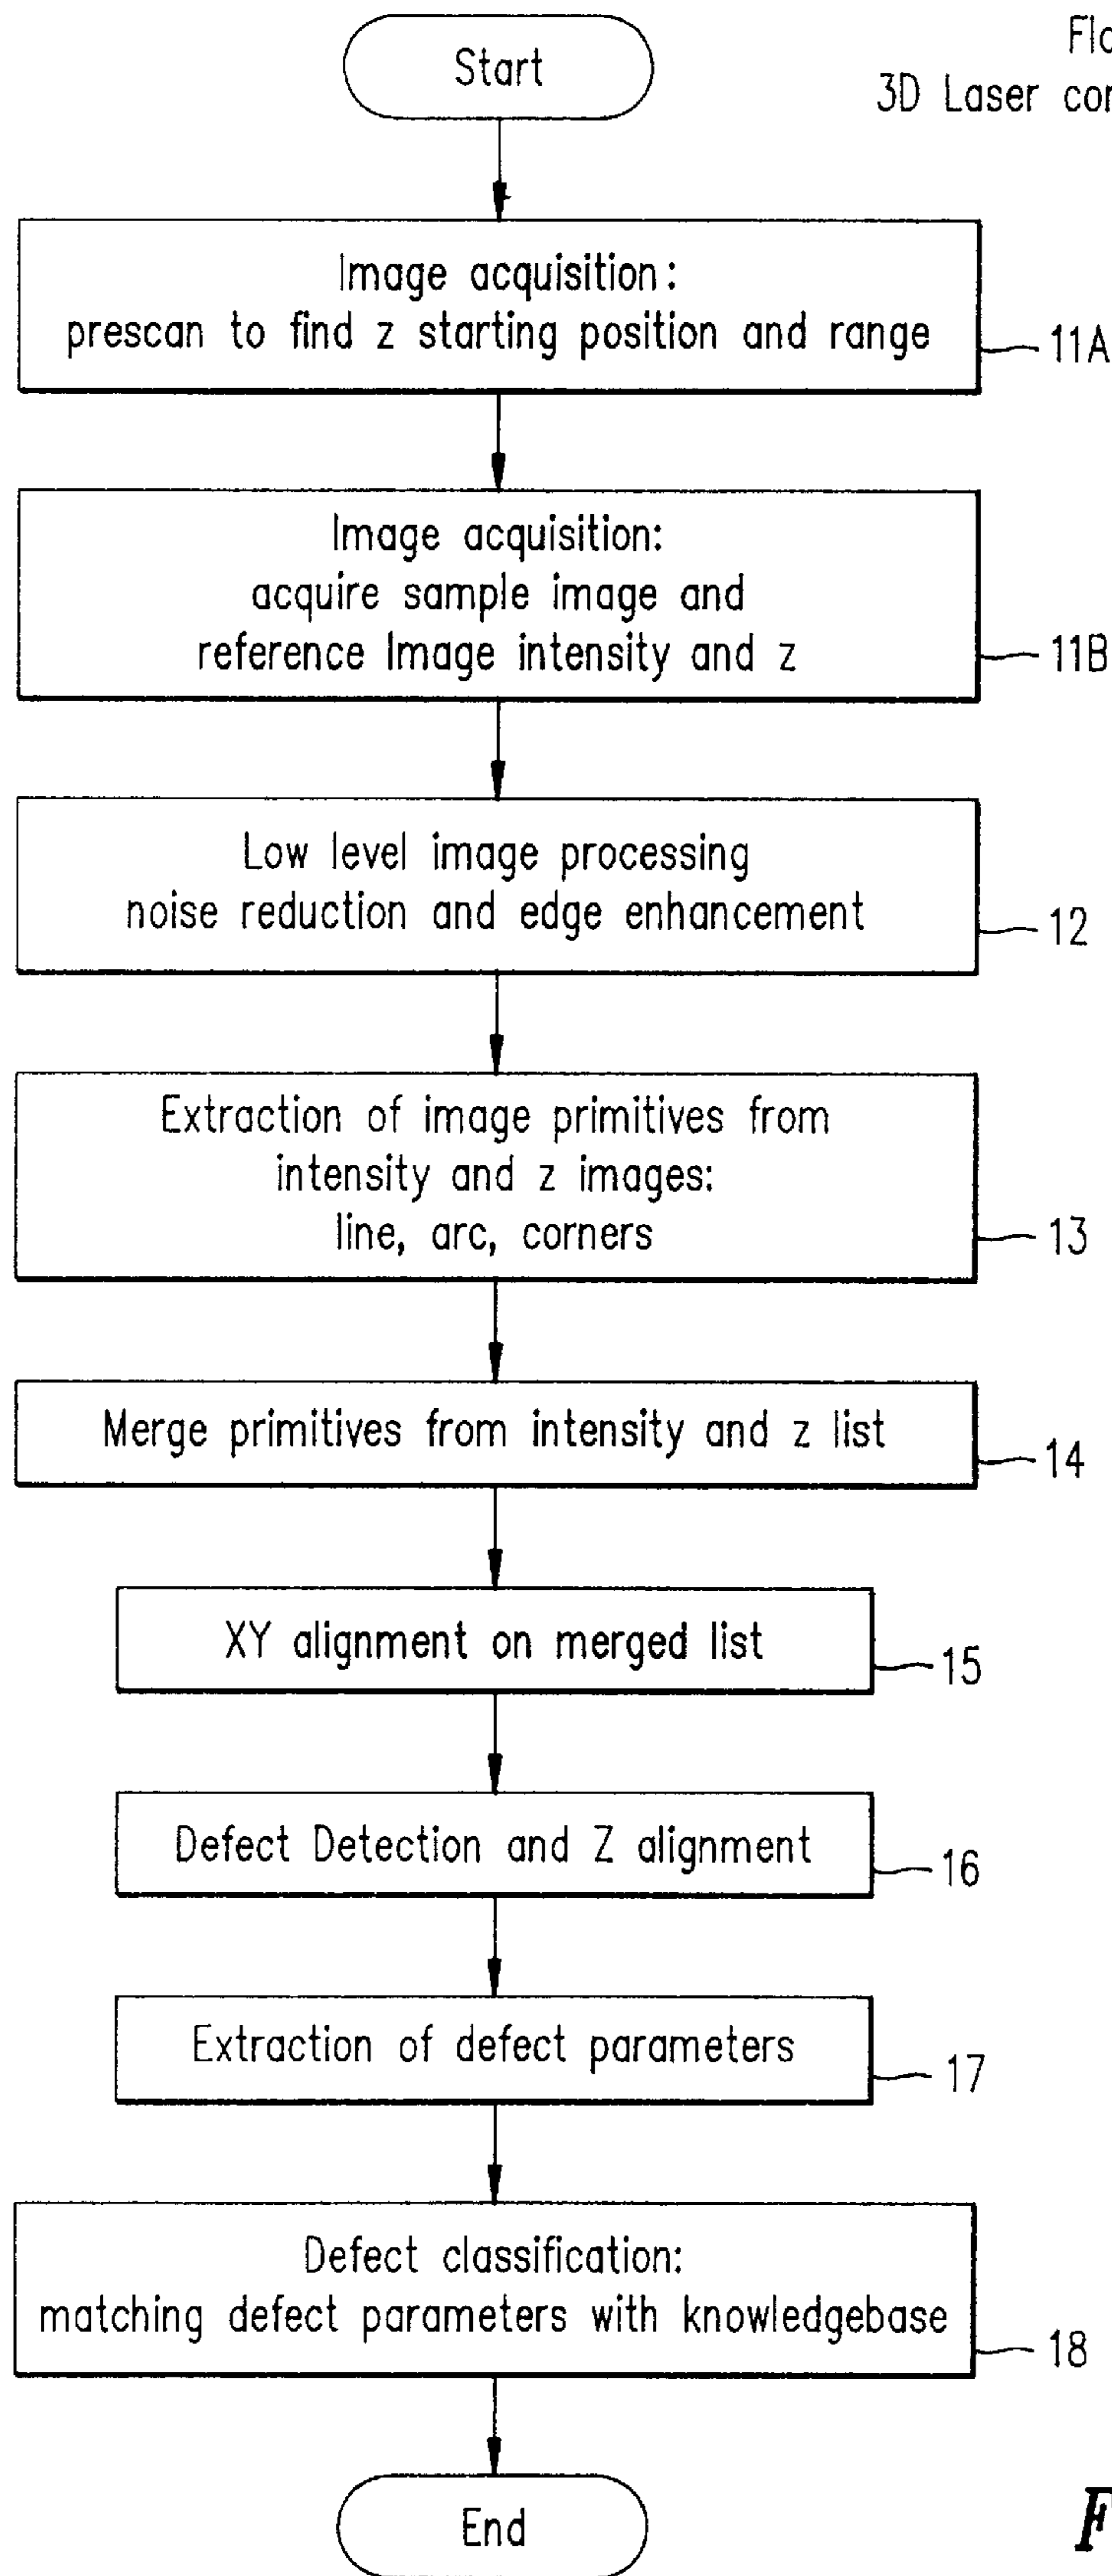 Start
3D Laser
Image acquisition:
prescan to find z starting position and range
11A
Image acquisition:
acquire sample image and
reference Image intensity and z
11B
Low level image processing
noise reduction and edge enhancement
12
Extraction of image primitives from
intensity and z images:
line, arc, corners
13
Merge primitives from intensity and z list
14
XY alignment on merged list
15
Defect Detection and Z alignment
16
Extraction of defect parameters
17
Defect classification:
matching defect parameters with knowledgebase
18
End